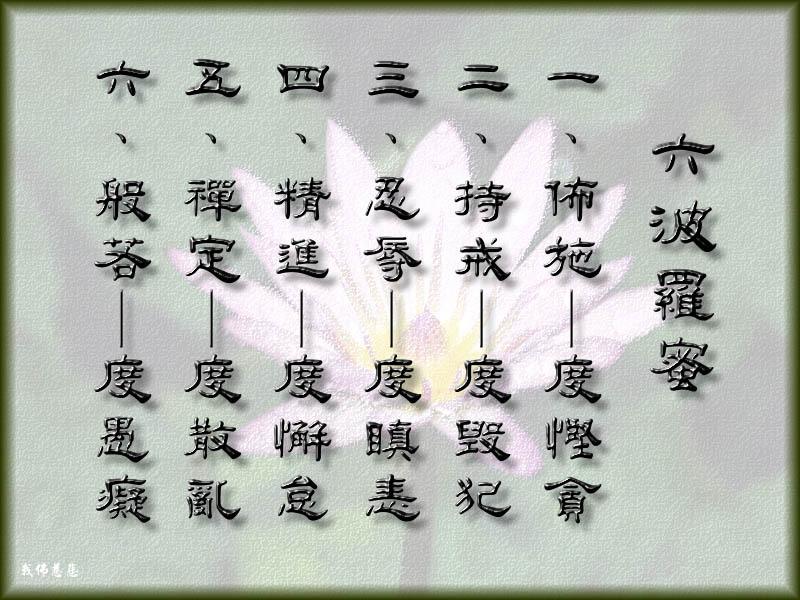 六波羅蜜
一、佈施——度慳貪
二、持戒——度毀犯
三、忍辱——度瞋恚
四、精進——度懈怠
五、禪定——度散亂
六、般若——度愚癡
我佛慈悲